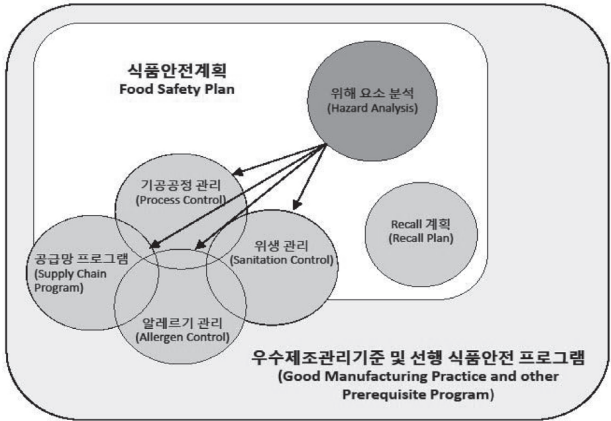 식품안전계획
Food Safety Plan
위해 요소 분석
(Hazard Analysis)
기공공정 관리
(Process Control)
Recall 계획
(Recall Plan)
위생 관리
(Sanitation Control)
공급망 프로그램
(Supply Chain
Program)
알레르기 관리
(Allergen Control)
우수제조관리기준 및 선행 식품안전 프로그램
(Good Manufacturing Practice and other
Prerequisite Program)